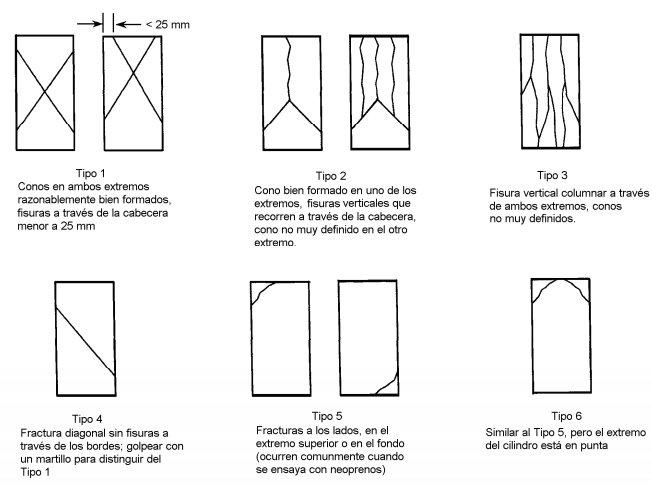 < 25 mm
Tipo 1
Conos en ambos extremos
razonablemente bien formados,
fisuras a través de la cabecera
menor a 25 mm
Tipo 2
Cono bien formado en uno de los
extremos, fisuras verticales que
recorren a través de la cabecera,
cono no muy definido en el otro
extremo.
Tipo 3
Fisura vertical columnar a través
de ambos extremos, conos
no muy definidos.
Tipo 4
Fractura diagonal sin fisuras a
través de los bordes; golpear con
un martillo para distinguir del
Tipo 1
Tipo 5
Fracturas a los lados, en el
extremo superior o en el fondo
(ocurren comunmente cuando
se ensaya con neoprenos)
Tipo 6
Similar al Tipo 5, pero el extremo
del cilindro está en punta